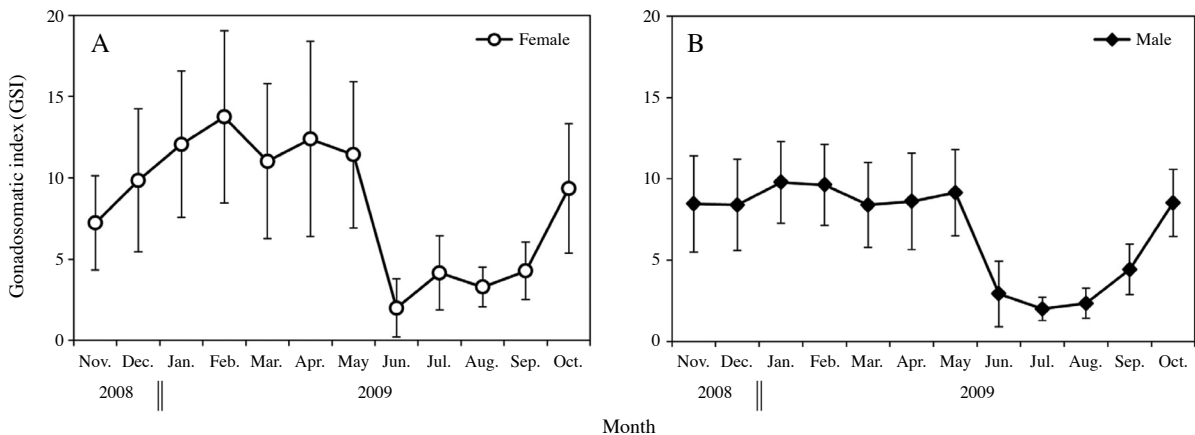 A
Female
B
Male
Gonadosomatic index (GSI)
20
15
10
5
0
20
15
10
5
0
Nov. Dec. Jan. Feb. Mar. Apr. May Jun. Jul. Aug. Sep. Oct.
Nov. Dec. Jan. Feb. Mar. Apr. May Jun. Jul. Aug. Sep. Oct.
2008 2009
2008 2009
Month